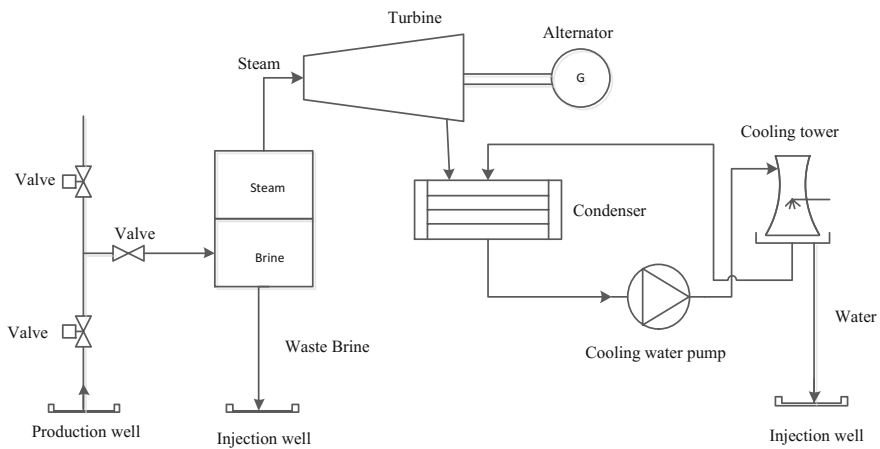 Turbine
Alternator
Steam
G
Cooling tower
Valve
Steam
Valve
Condenser
Brine
Valve
Waste Brine
Cooling water pump
Water
Production well
Injection well
Injection well